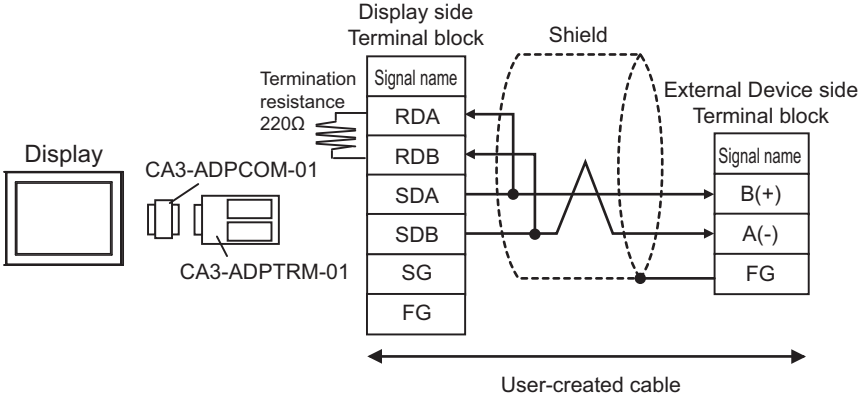 Display side
Terminal block
Shield
Termination
resistance
220Ω
Signal name
RDA
RDB
SDA
SDB
SG
FG
External Device side
Terminal block
Signal name
B(+)
A(-)
FG
Display
CA3-ADPCOM-01
CA3-ADPTRM-01
User-created cable